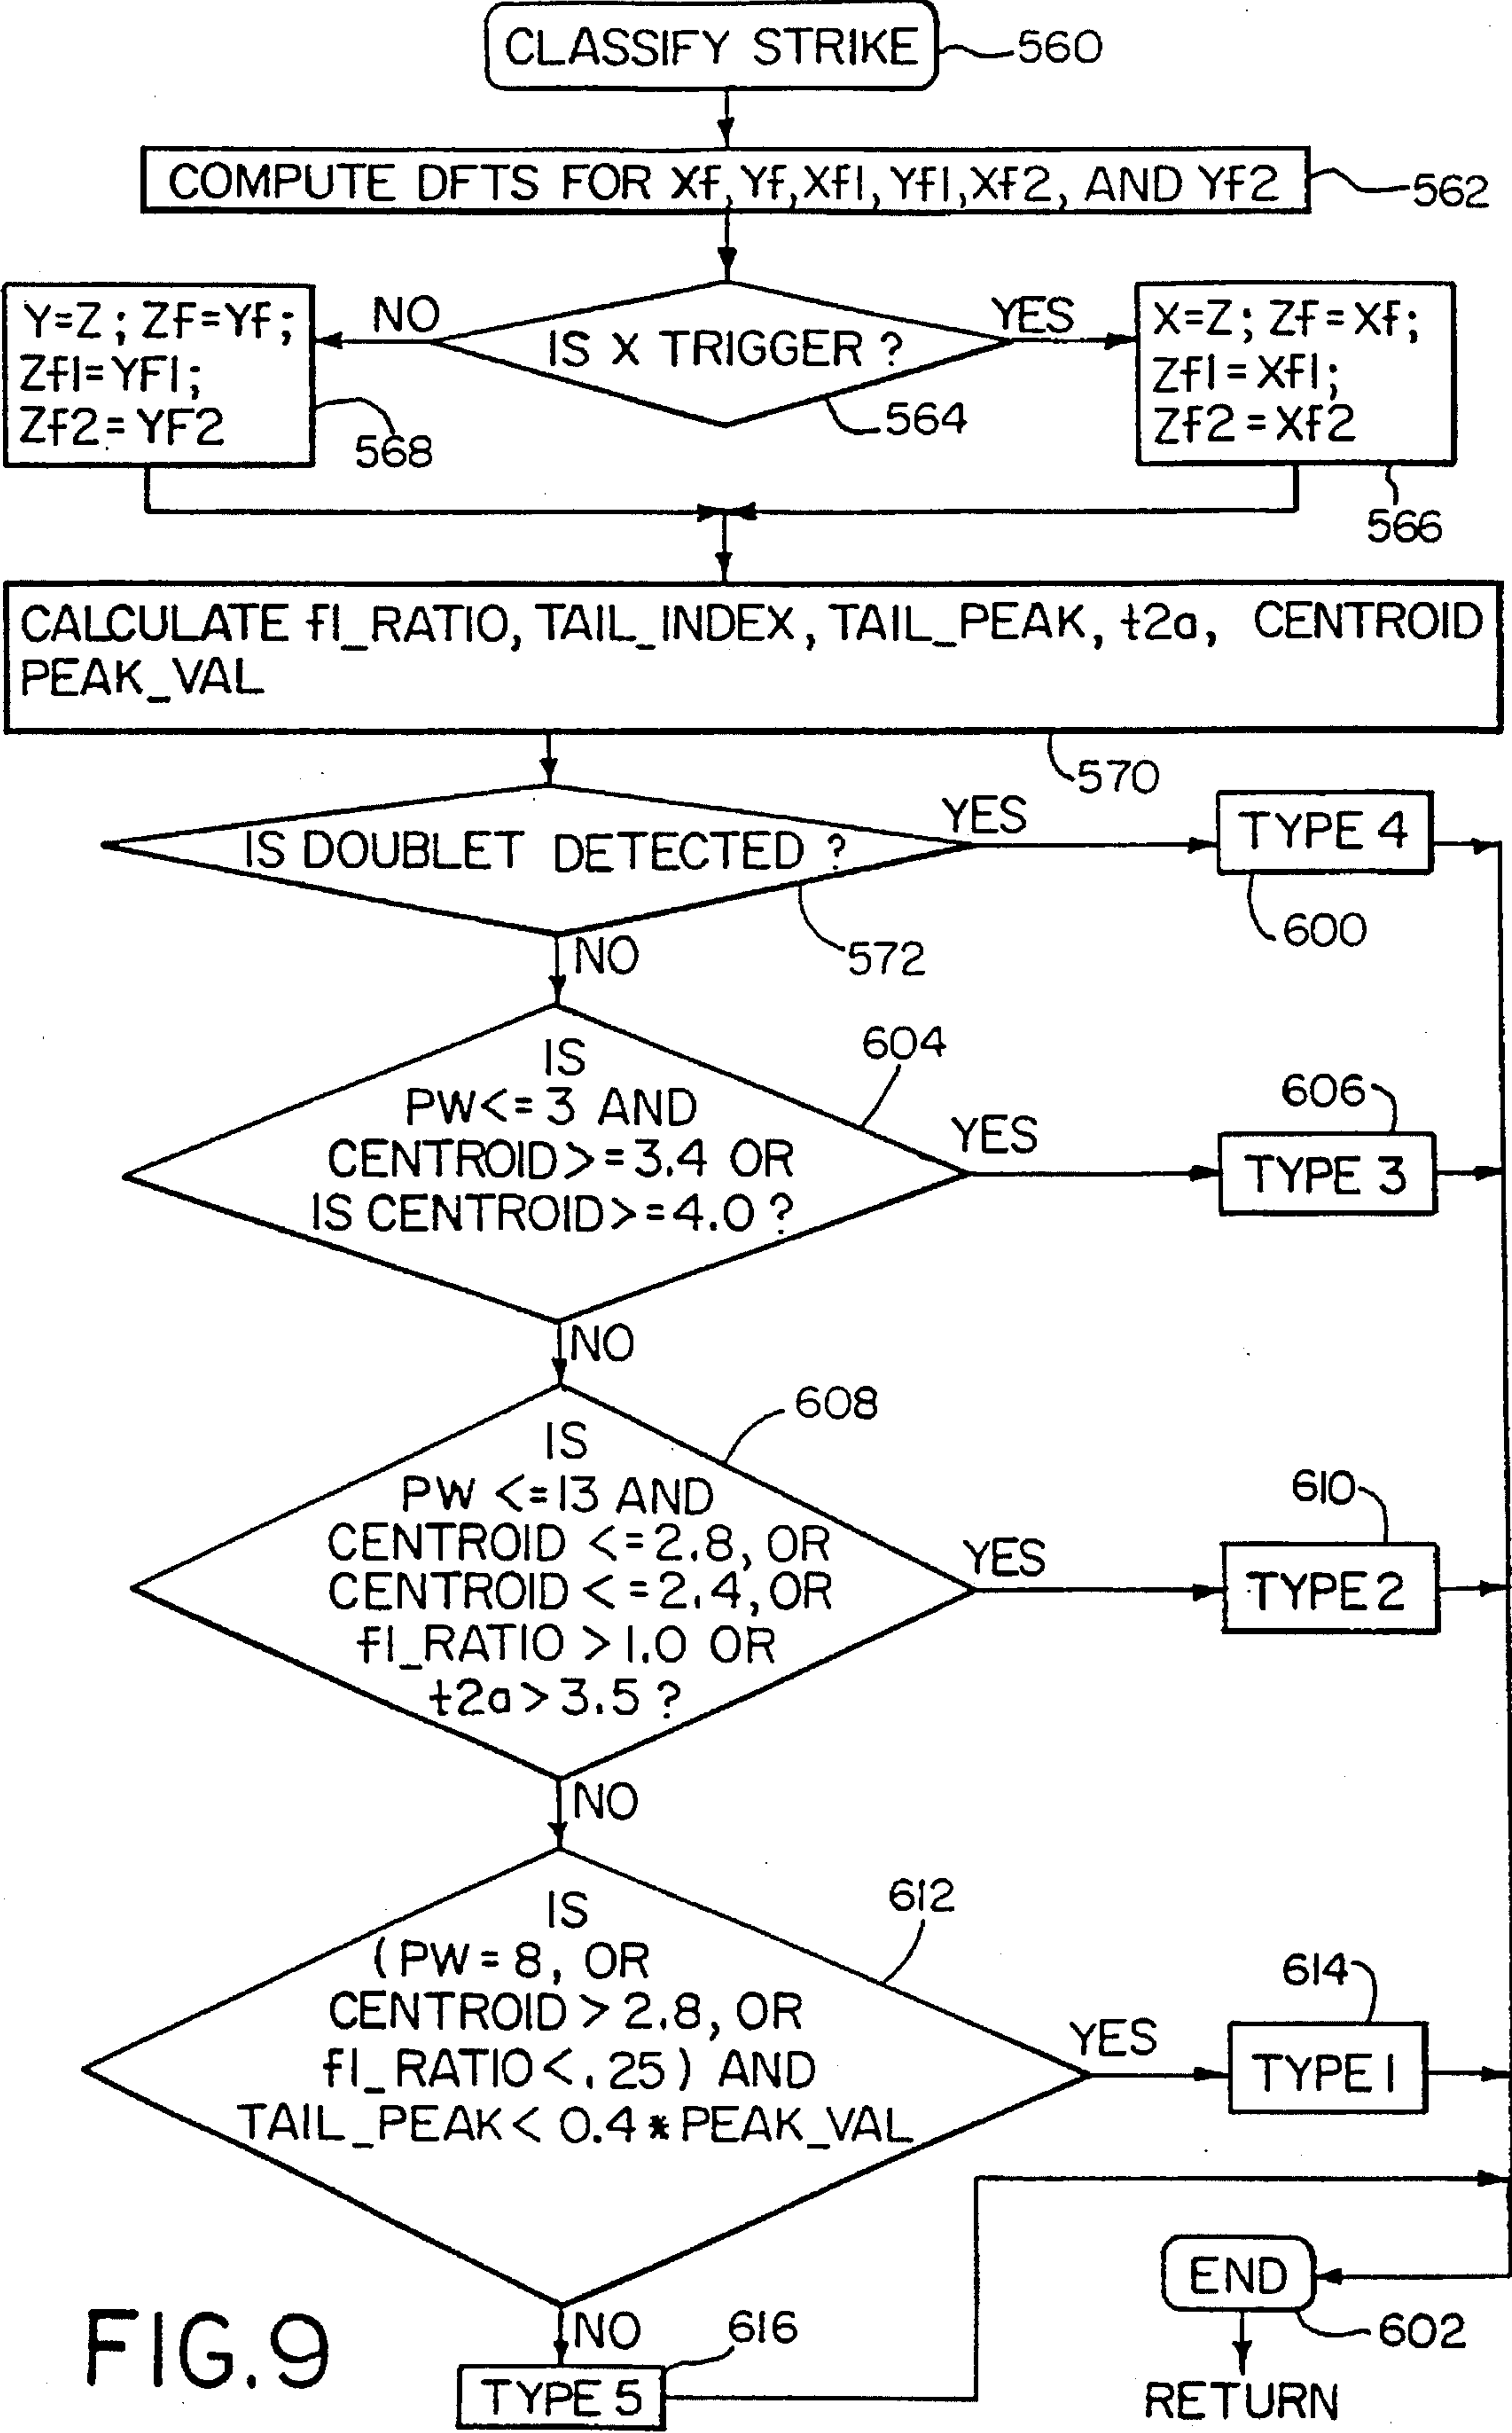 CLASSIFY STRIKE
560
COMPUTE DFTS FOR Xf, Yf, Xf1, Yf1, Xf2, AND Yf2
562
Y=Z; Zf=Yf;
Zf1=YF1;
Zf2=YF2
568
NO
IS X TRIGGER?
564
YES
X=Z; Zf=Xf;
Zf1=Xf1;
Zf2=Xf2
566
CALCULATE f1_RATIO, TAIL_INDEX, TAIL_PEAK, t2a, CENTROID
PEAK_VAL
570
IS DOUBLET DETECTED?
572
YES
TYPE 4
600
NO
IS
PW<=3 AND
CENTROID>=3.4 OR
IS CENTROID>=4.0?
604
YES
606
TYPE 3
NO
IS
PW <=13 AND
CENTROID <=2.8, OR
CENTROID <=2.4, OR
f1_RATIO >1.0 OR
t2a>3.5?
608
YES
610
TYPE 2
NO
IS
(PW=8, OR
CENTROID>2.8, OR
f1_RATIO<.25) AND
TAIL_PEAK< 0.4*PEAK_VAL
612
YES
614
TYPE 1
NO
616
TYPE 5
END
602
RETURN
FIG.9